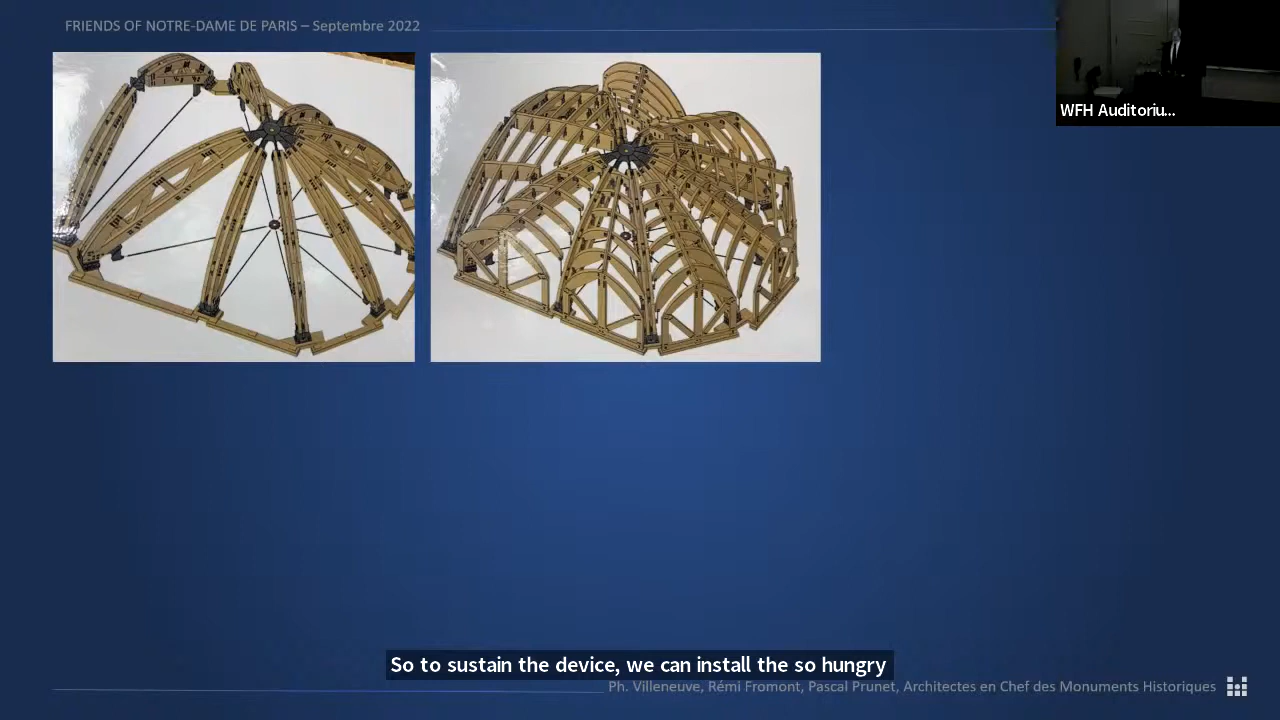 FRIENDS OF NOTRE-DAME DE PARIS – Septembre 2022
WFH Auditoriu...
So to sustain the device, we can install the so hungry
Ph. Villeneuve, Rémi Fromont, Pascal Prunet, Architectes en Chef des Monuments Historiques